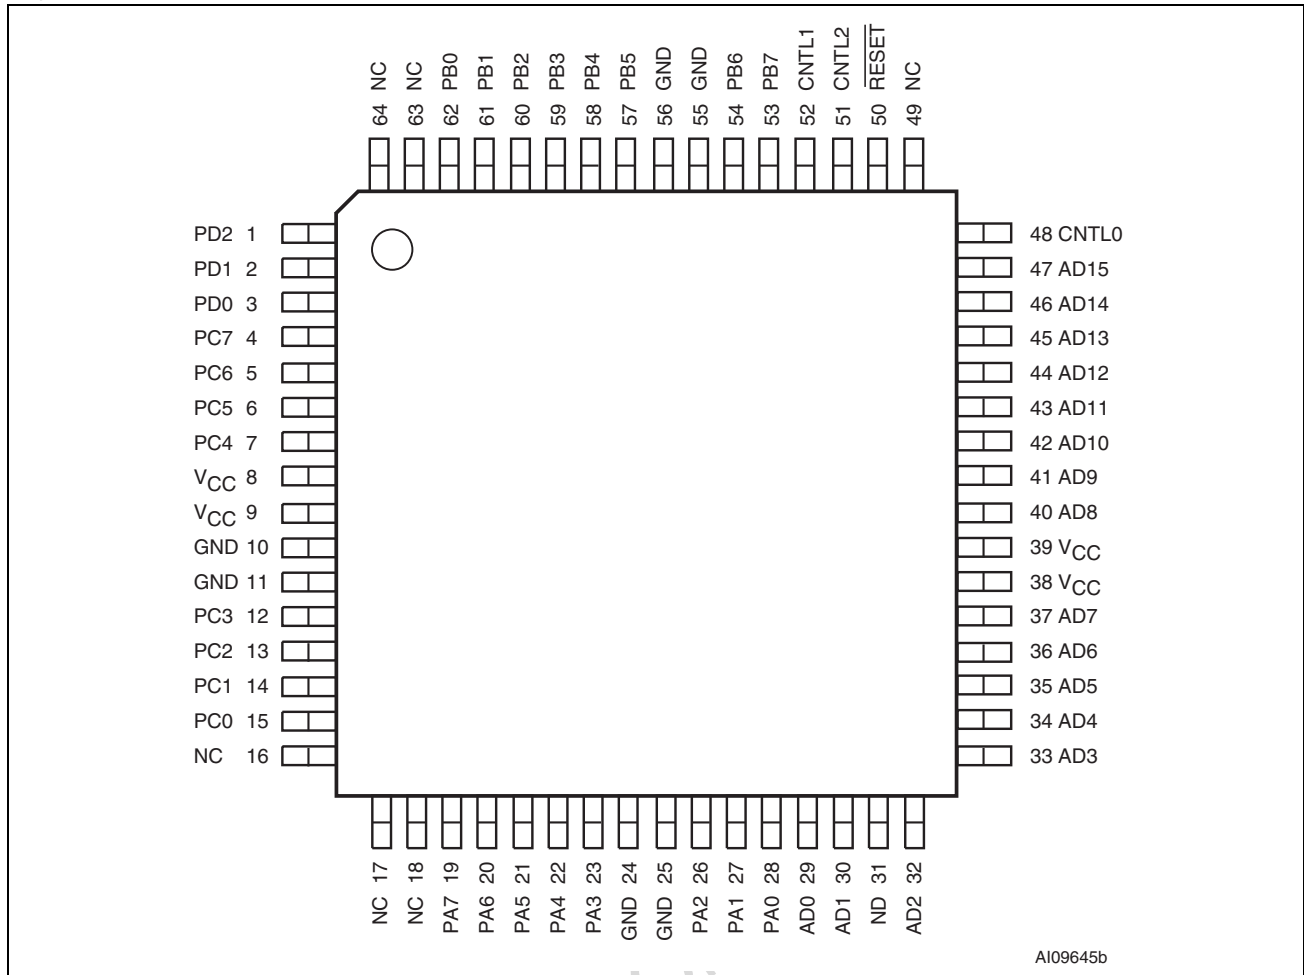 64 NC
63 NC
62 PB0
61 PB1
60 PB2
59 PB3
58 PB4
57 PB5
56 GND
55 GND
54 PB6
53 PB7
52 CNTL1
51 CNTL2
50 RESET
49 NC
PD2 1
PD1 2
PD0 3
PC7 4
PC6 5
PC5 6
PC4 7
VCC 8
VCC 9
GND 10
GND 11
PC3 12
PC2 13
PC1 14
PC0 15
NC 16
48 CNTL0
47 AD15
46 AD14
45 AD13
44 AD12
43 AD11
42 AD10
41 AD9
40 AD8
39 VCC
38 VCC
37 AD7
36 AD6
35 AD5
34 AD4
33 AD3
NC 17
NC 18
PA7 19
PA6 20
PA5 21
PA4 22
PA3 23
GND 24
GND 25
PA2 26
PA1 27
PA0 28
AD0 29
AD1 30
ND 31
AD2 32
AI09645b